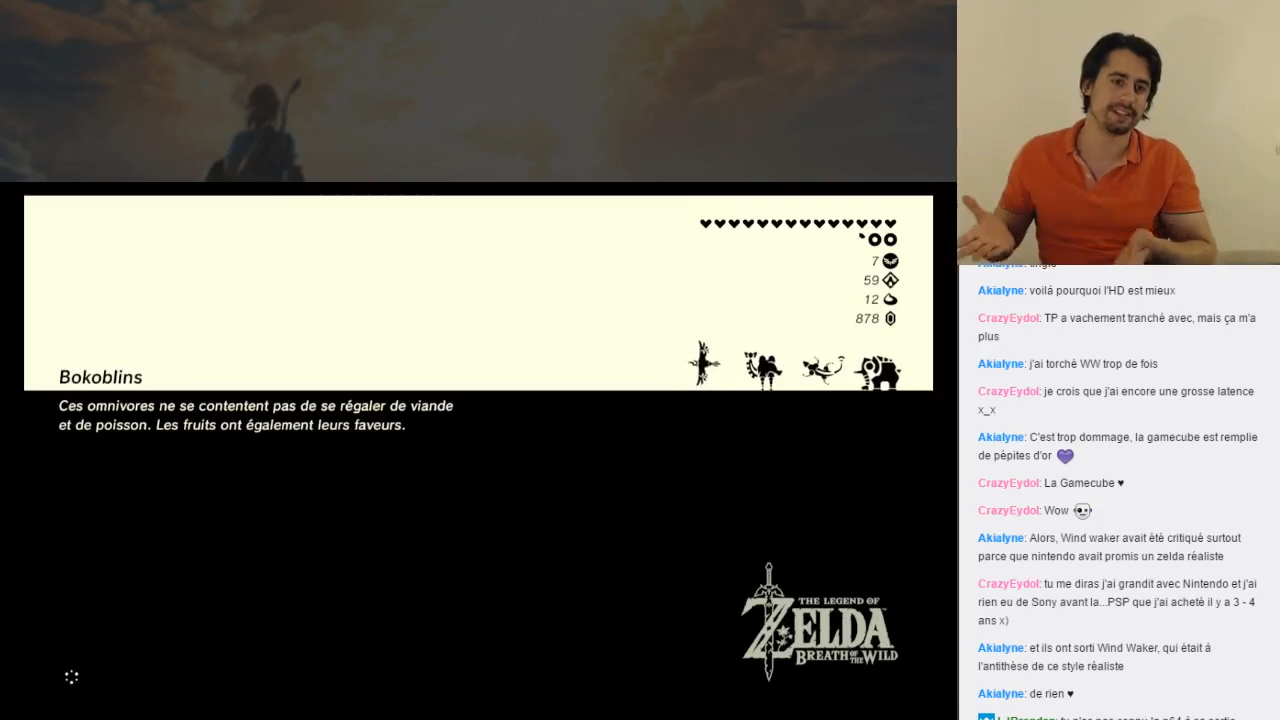 7
59
12
878
Bokoblins
Ces omnivores ne se contentent pas de se régaler de viande
et de poisson. Les fruits ont également leurs faveurs.
THE LEGEND OF
ZELDA
BREATH OF THE WILD
Akialyne: voilà pourquoi l'HD est mieux
CrazyEydol: TP a vachement tranché avec, mais ça m'a
plus
Akialyne: j'ai torché WW trop de fois
CrazyEydol: je crois que j'ai encore une grosse latence
x_x
Akialyne: C'est trop dommage, la gamecube est remplie
de pépites d'or
CrazyEydol: La Gamecube ♥
CrazyEydol: Wow
Akialyne: Alors, Wind waker avait été critiqué surtout
parce que nintendo avait promis un zelda réaliste
CrazyEydol: tu me diras j'ai grandit avec Nintendo et j'ai
rien eu de Sony avant la...PSP que j'ai acheté il y a 3 - 4
ans x)
Akialyne: et ils ont sorti Wind Waker, qui était à
l'antithèse de ce style réaliste
Akialyne: de rien ♥